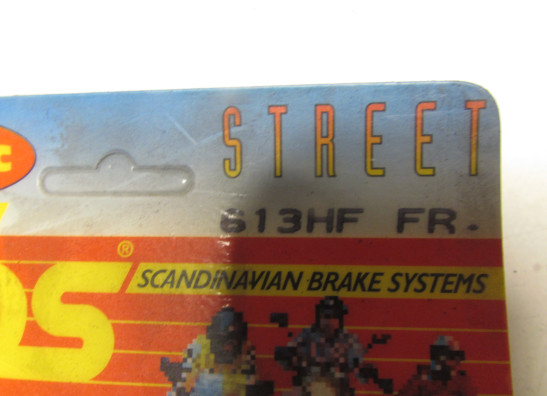 STREET
613HF FR.
®
SCANDINAVIAN BRAKE SYSTEMS